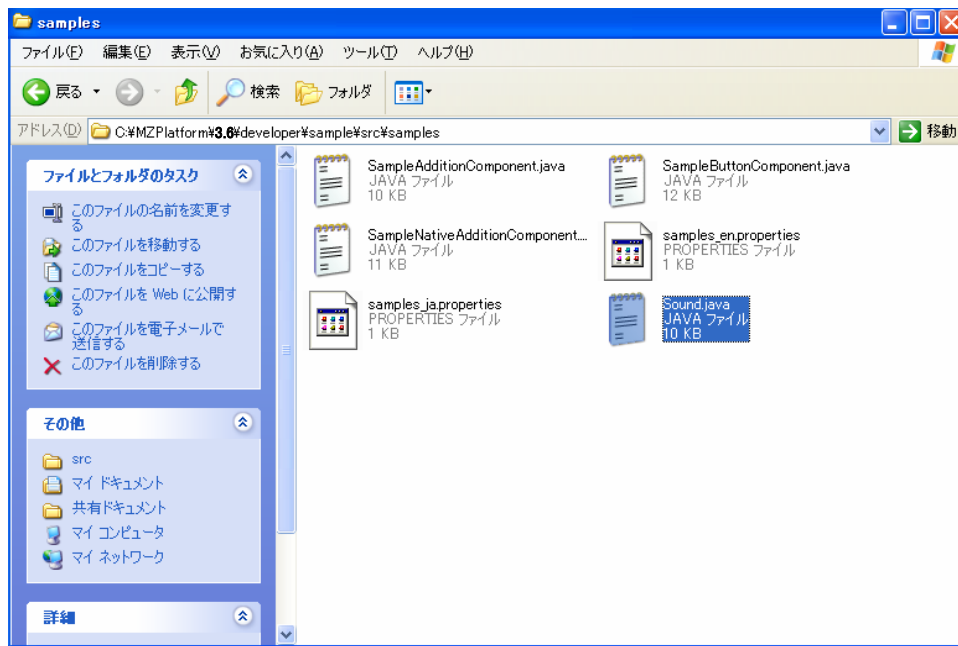 samples
ファイル(F) 編集(E) 表示(V) お気に入り(A) ツール(T) ヘルプ(H)
戻る 検索 フォルダ
アドレス(D) C:¥MZPlatform¥3.6¥developer¥sample¥src¥samples 移動
ファイルとフォルダのタスク
このファイルの名前を変更す
る
このファイルを移動する
このファイルをコピーする
このファイルを Web に公開す
る
このファイルを電子メールで
送信する
このファイルを削除する
その他
src
マイ ドキュメント
共有ドキュメント
マイ コンピュータ
マイ ネットワーク
詳細
SampleAdditionComponent.java
JAVA ファイル
10 KB
SampleButtonComponent.java
JAVA ファイル
12 KB
SampleNativeAdditionComponent....
JAVA ファイル
11 KB
samples_en.properties
PROPERTIES ファイル
1 KB
samples_ja.properties
PROPERTIES ファイル
1 KB
Sound.java
JAVA ファイル
10 KB